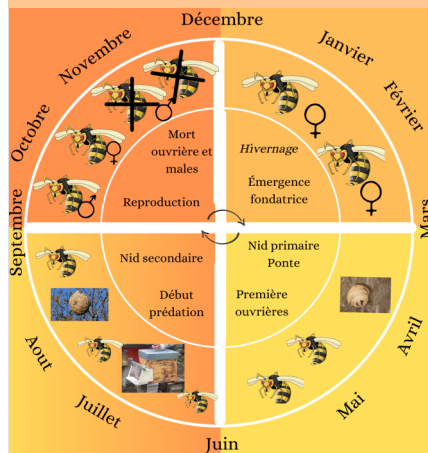 Décembre
Janvier
Février
Mars
Avril
Mai
Juin
Juillet
Aout
Septembre
Octobre
Novembre
Hivernage
Émergence
fondatrice
Nid primaire
Ponte
Première
ouvrières
Nid secondaire
Début
prédation
Mort
ouvrière et
males
Reproduction